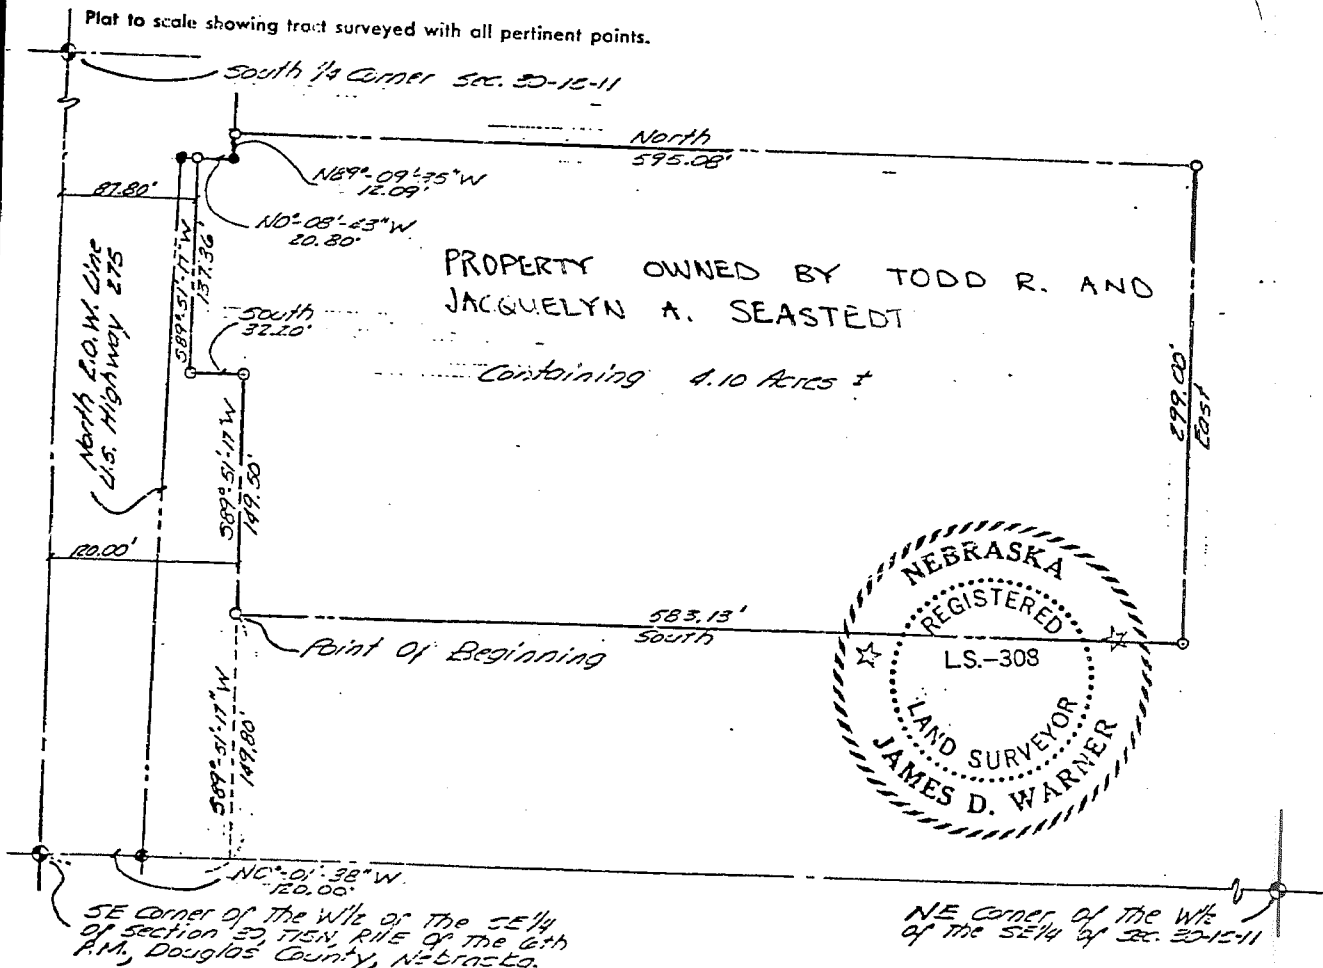 Plat to scale showing tract surveyed with all pertinent points.
South 1/4 Corner Sec. 30-15-11
North
595.08'
N89°-09'-35"W
12.09'
87.80'
N0°-08'-43"W
20.80'
S89°-51'-17"W
137.36'
North R.O.W. Line
U.S. Highway 275
PROPERTY OWNED BY TODD R. AND
JACQUELYN A. SEASTEDT
South
32.20'
Containing 4.10 Acres ±
299.00'
East
S89°-51'-17"W
149.50'
120.00'
583.13'
South
Point Of Beginning
NEBRASKA
REGISTERED
L.S.-308
LAND SURVEYOR
JAMES D. WARNER
S89°-51'-17"W
149.80'
N0°-01'-38"W
120.00'
SE Corner Of The W1/2 Of The SE1/4
Of Section 30, T15N, R11E Of The 6th
P.M., Douglas County, Nebraska.
NE Corner Of The W1/2
Of The SE1/4 Of Sec. 30-15-11